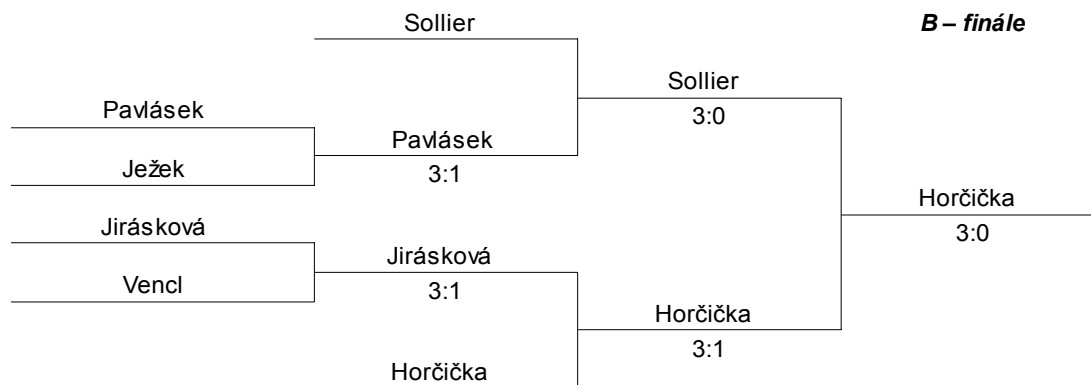 Sollier
B – finále
Sollier
3:0
Pavlásek
Pavlásek
3:1
Ježek
Horčička
3:0
Jirásková
Jirásková
3:1
Vencl
Horčička
3:1
Horčička